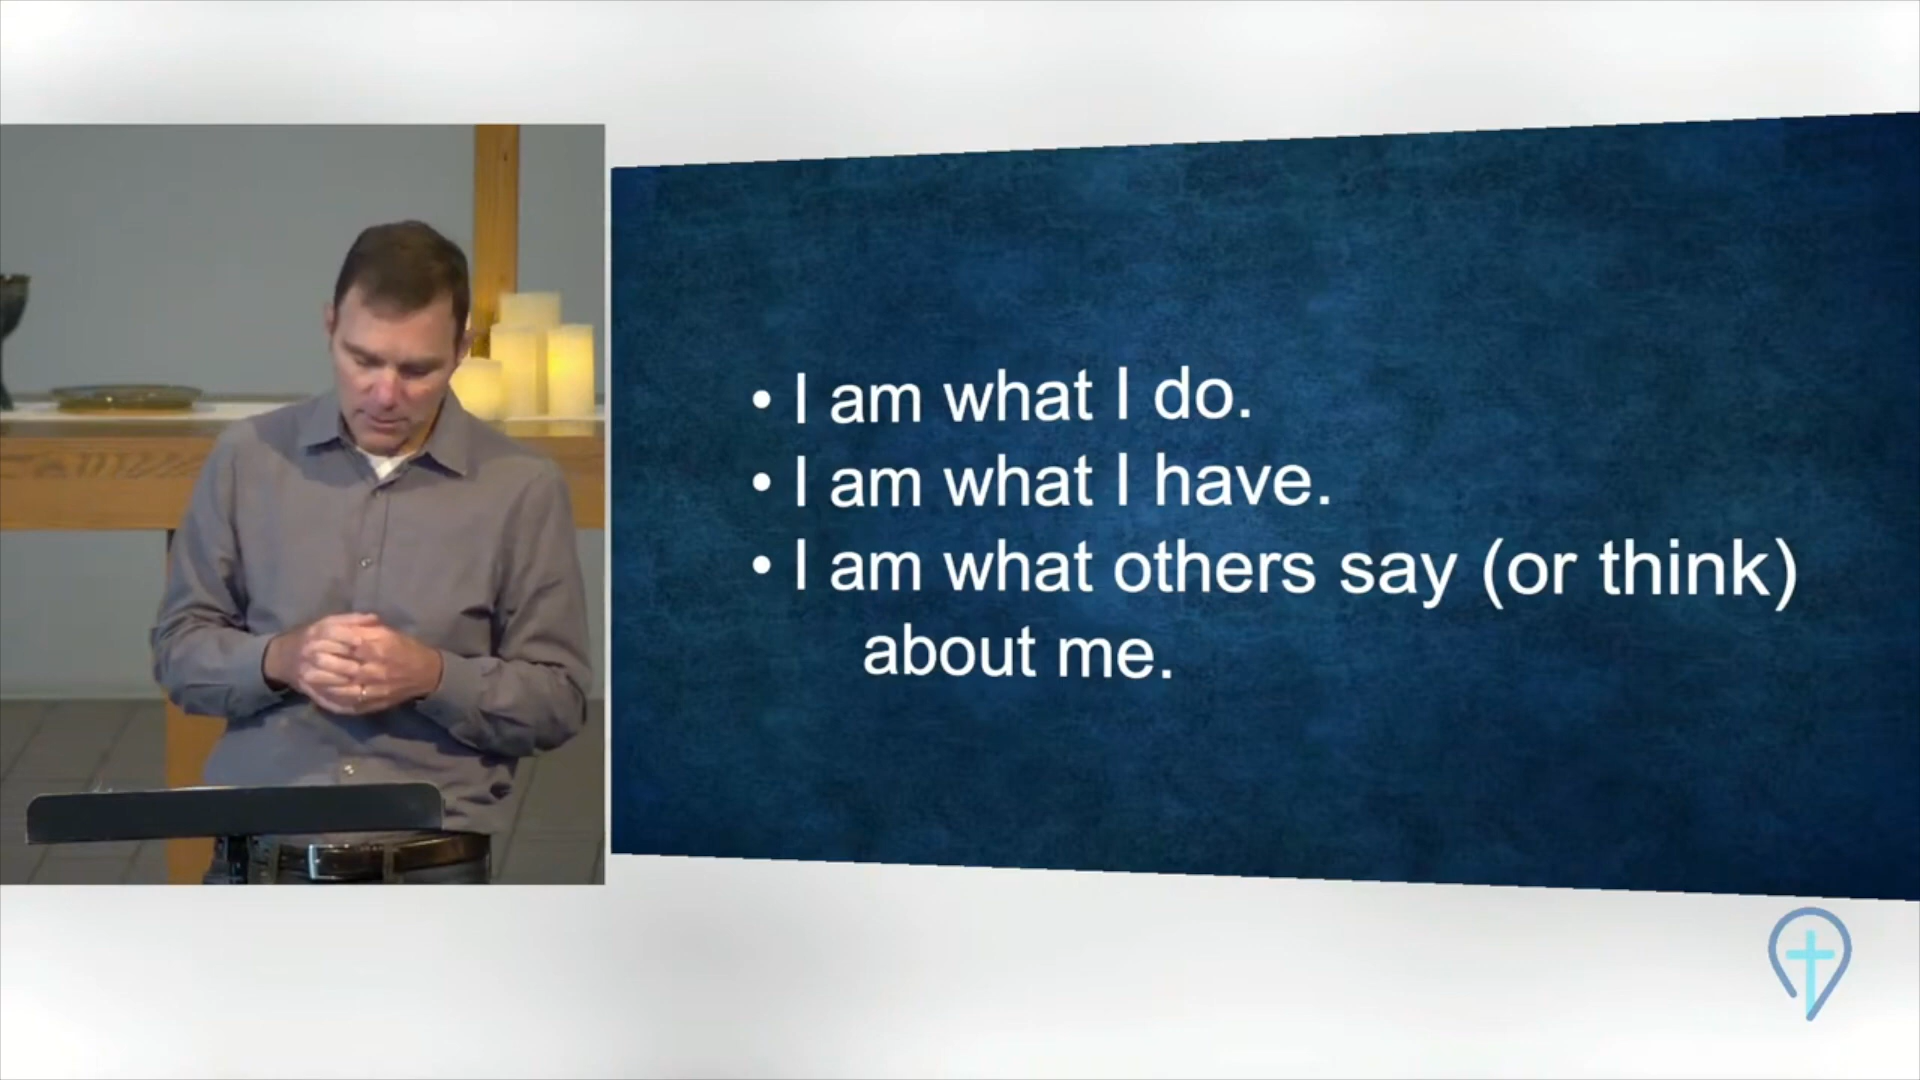 • I am what I do.
• I am what I have.
• I am what others say (or think)
about me.